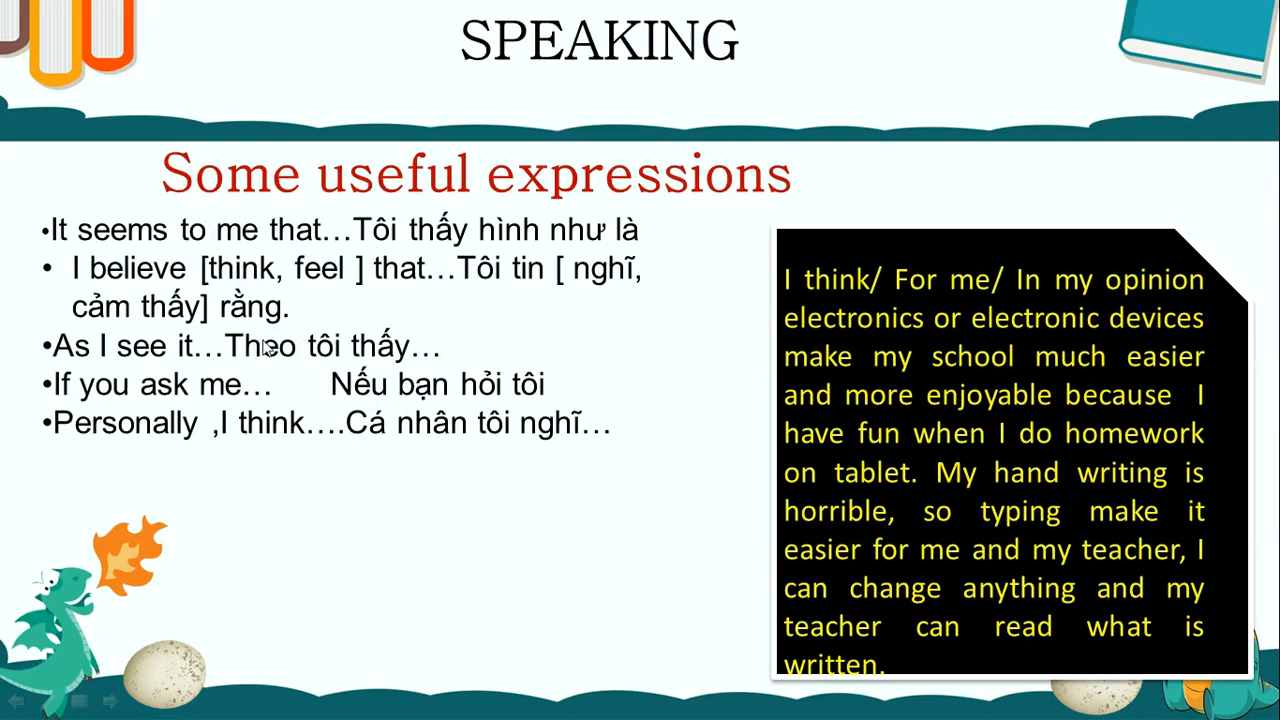 SPEAKING
Some useful expressions
•It seems to me that…Tôi thấy hình như là
• I believe [think, feel ] that…Tôi tin [ nghĩ,
cảm thấy] rằng.
•As I see it…Theo tôi thấy…
•If you ask me… Nếu bạn hỏi tôi
•Personally ,I think….Cá nhân tôi nghĩ…
I think/ For me/ In my opinion
electronics or electronic devices
make my school much easier
and more enjoyable because I
have fun when I do homework
on tablet. My hand writing is
horrible, so typing make it
easier for me and my teacher, I
can change anything and my
teacher can read what is
written.